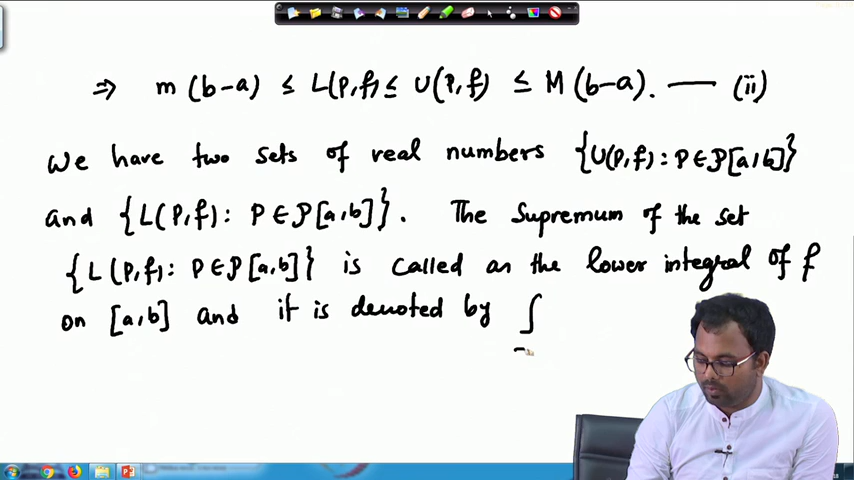 ⇒ m (b-a) ≤ L(P,f) ≤ U(P,f) ≤ M (b-a). — (ii)
We have two sets of real numbers {U(P,f) : P ∈ 𝒫[a,b]}
and {L(P,f) : P ∈ 𝒫[a,b]}. The Supremum of the set
{L(P,f) : P ∈ 𝒫[a,b]} is called as the lower integral of f
on [a,b] and it is denoted by ∫